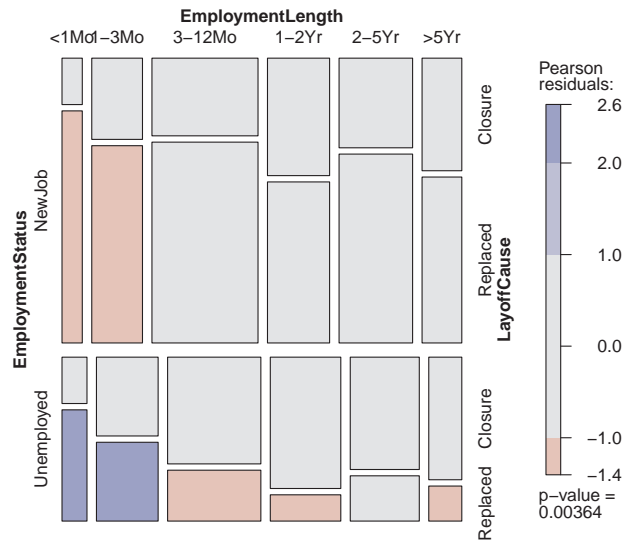 EmploymentLength
<1Mo 1−3Mo 3−12Mo 1−2Yr 2−5Yr >5Yr
EmploymentStatus
NewJob
Unemployed
Closure
Replaced
Closure
Replaced
LayoffCause
Pearson
residuals:
2.6
2.0
1.0
0.0
−1.0
−1.4
p−value =
0.00364